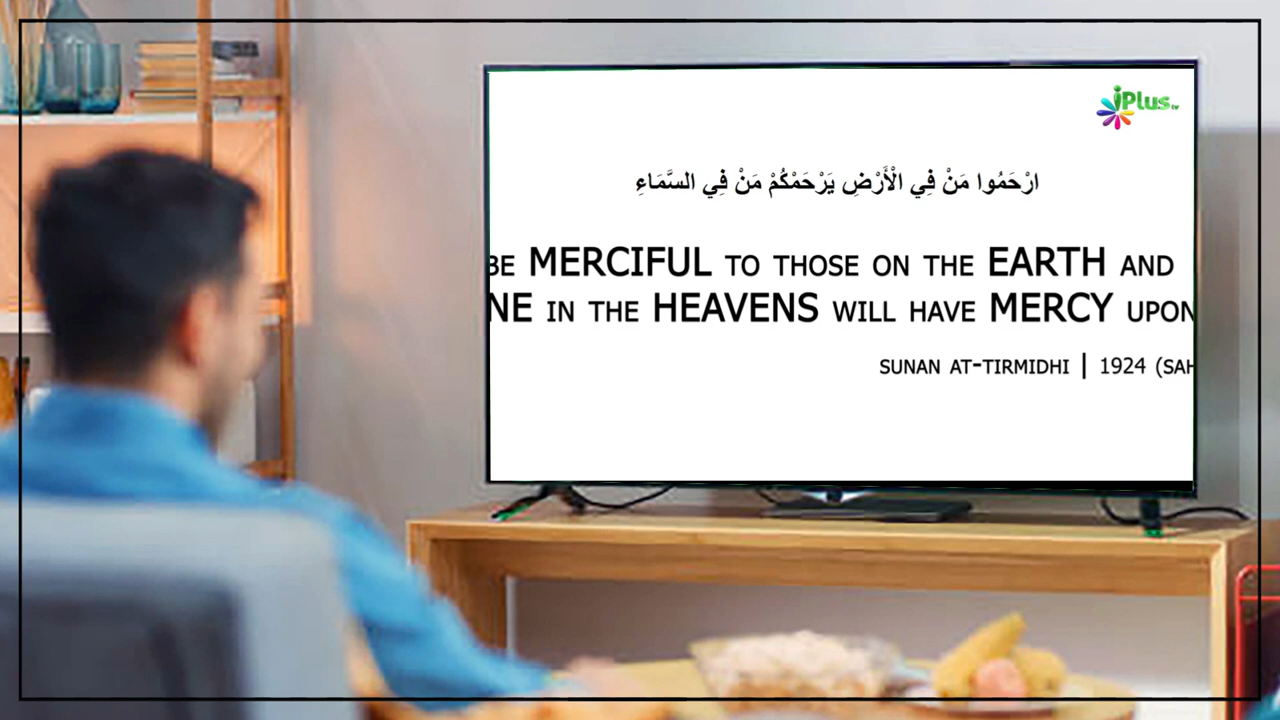 iPlus tv
ارْحَمُوا مَنْ فِي الْأَرْضِ يَرْحَمْكُمْ مَنْ فِي السَّمَاءِ
BE MERCIFUL TO THOSE ON THE EARTH AND
NE IN THE HEAVENS WILL HAVE MERCY UPON
SUNAN AT-TIRMIDHI | 1924 (SAH